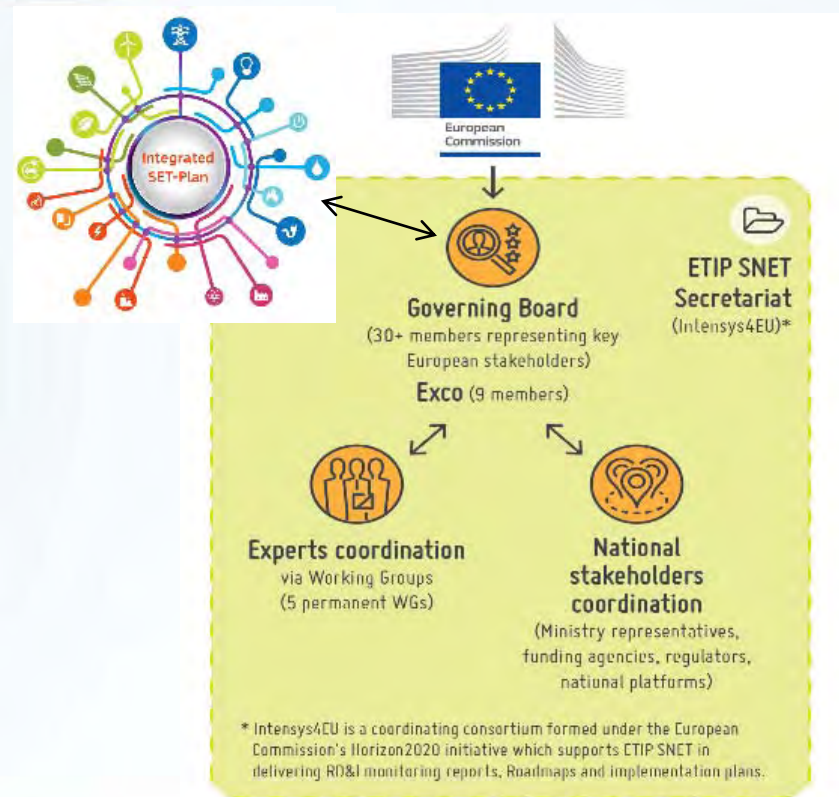 Integrated
SET-Plan
European
Commission
ETIP SNET
Secretariat
(Intensys4EU)*
Governing Board
(30+ members representing key
European stakeholders)
Exco (9 members)
Experts coordination
via Working Groups
(5 permanent WGs)
National
stakeholders
coordination
(Ministry representatives,
funding agencies, regulators,
national platforms)
* Intensys4EU is a coordinating consortium formed under the European
Commission's Horizon2020 initiative which supports ETIP SNET in
delivering RD&I monitoring reports, Roadmaps and implementation plans.